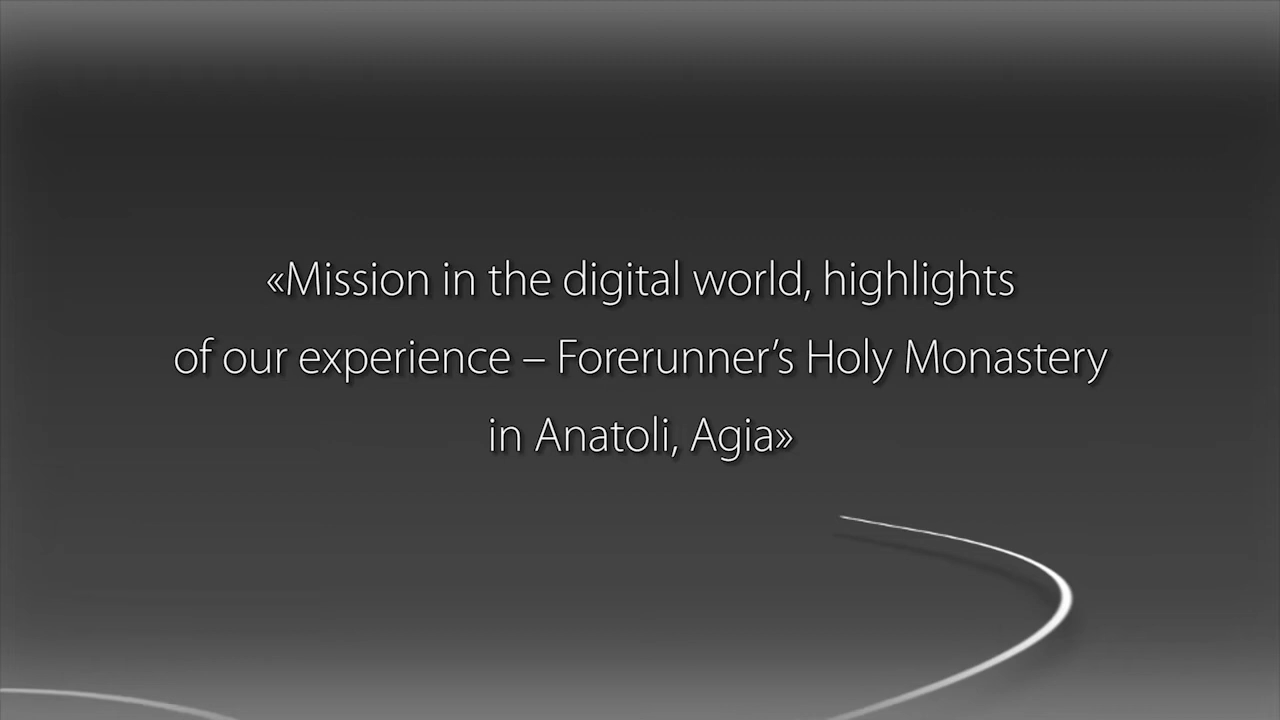 «Mission in the digital world, highlights
of our experience – Forerunner’s Holy Monastery
in Anatoli, Agia»